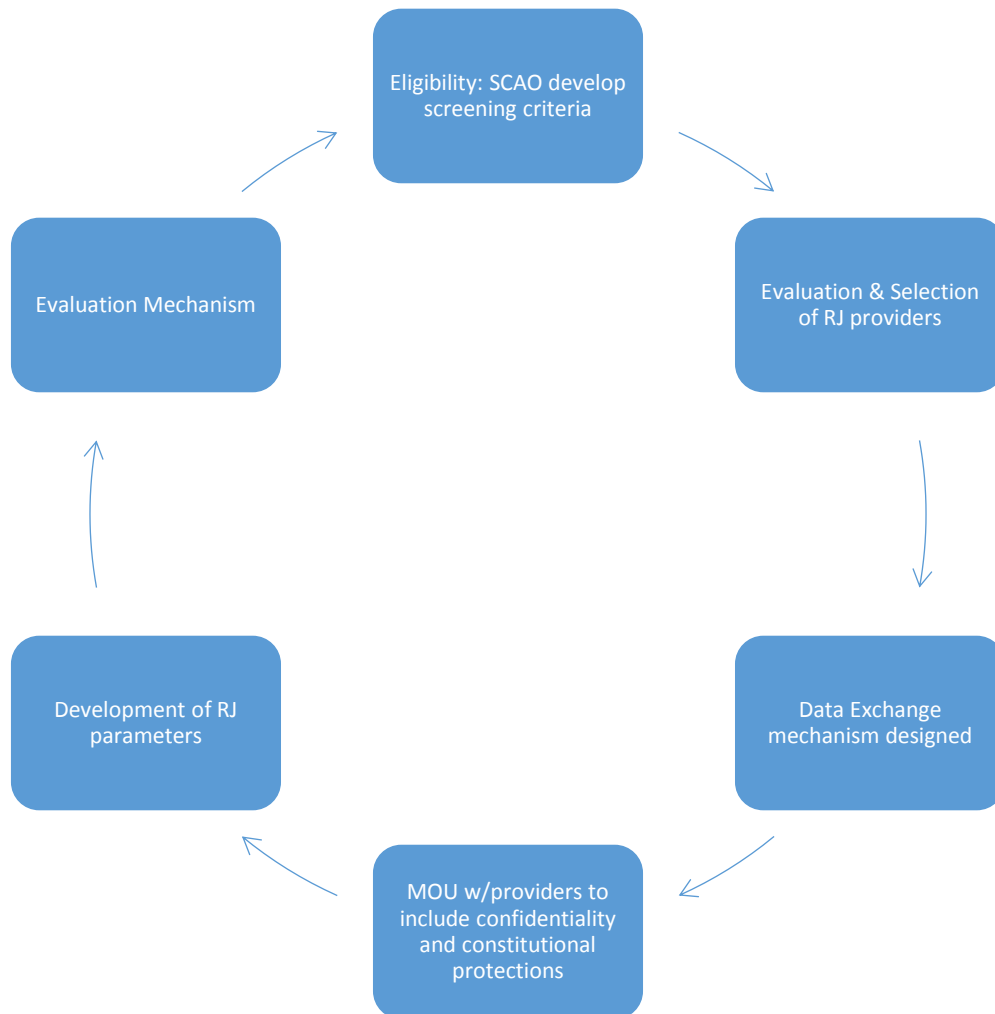 Eligibility: SCAO develop
screening criteria
Evaluation & Selection
of RJ providers
Data Exchange
mechanism designed
MOU w/providers to
include confidentiality
and constitutional
protections
Development of RJ
parameters
Evaluation Mechanism